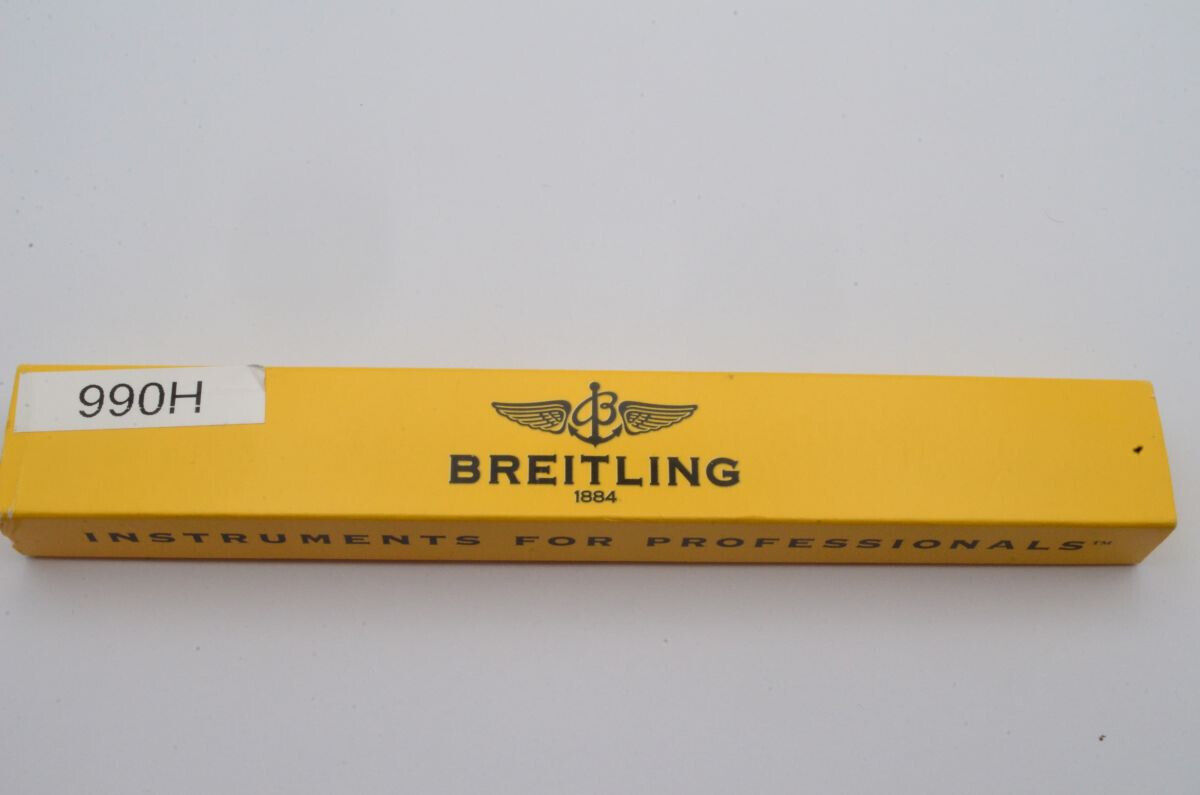 990H
B
BREITLING
1884
INSTRUMENTS FOR PROFESSIONALS™